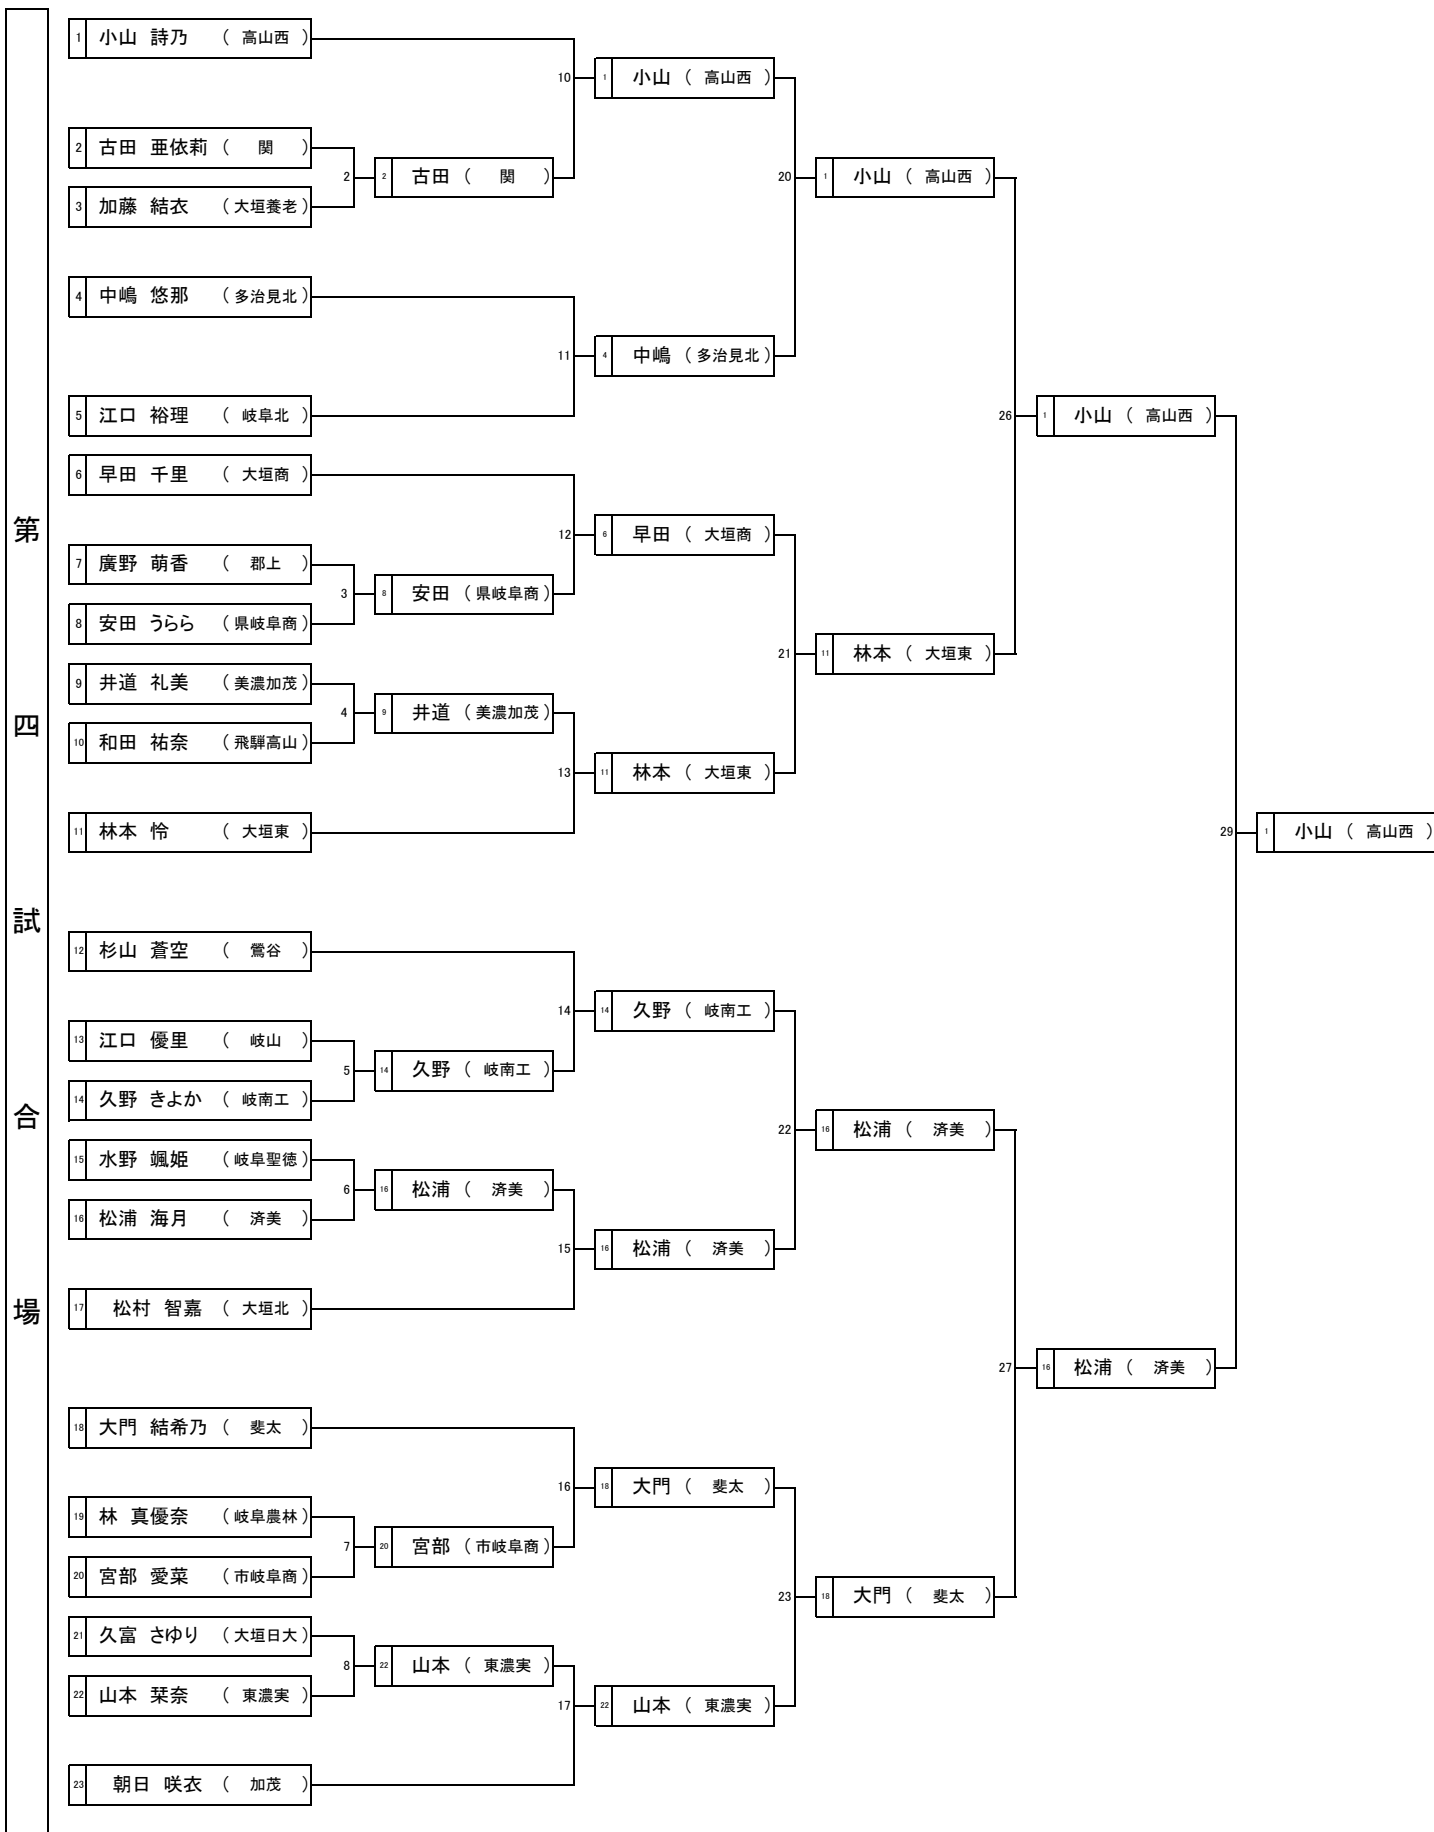 第四試合場
1 小山 詩乃 （ 高山西 ）
10
1 小山 （ 高山西 ）
2 古田 亜依莉 （ 関 ）
2
2 古田 （ 関 ）
20
1 小山 （ 高山西 ）
3 加藤 結衣 （ 大垣養老 ）
4 中嶋 悠那 （ 多治見北 ）
11
4 中嶋 （ 多治見北 ）
5 江口 裕理 （ 岐阜北 ）
26
1 小山 （ 高山西 ）
6 早田 千里 （ 大垣商 ）
12
6 早田 （ 大垣商 ）
7 廣野 萌香 （ 郡上 ）
3
8 安田 （ 県岐阜商 ）
8 安田 うらら （ 県岐阜商 ）
21
11 林本 （ 大垣東 ）
9 井道 礼美 （ 美濃加茂 ）
4
9 井道 （ 美濃加茂 ）
10 和田 祐奈 （ 飛騨高山 ）
13
11 林本 （ 大垣東 ）
11 林本 怜 （ 大垣東 ）
29
1 小山 （ 高山西 ）
12 杉山 蒼空 （ 鶯谷 ）
14
14 久野 （ 岐南工 ）
13 江口 優里 （ 岐山 ）
5
14 久野 （ 岐南工 ）
14 久野 きよか （ 岐南工 ）
22
16 松浦 （ 済美 ）
15 水野 颯姫 （ 岐阜聖徳 ）
6
16 松浦 （ 済美 ）
16 松浦 海月 （ 済美 ）
15
16 松浦 （ 済美 ）
17 松村 智嘉 （ 大垣北 ）
27
16 松浦 （ 済美 ）
18 大門 結希乃 （ 斐太 ）
16
18 大門 （ 斐太 ）
19 林 真優奈 （ 岐阜農林 ）
7
20 宮部 （ 市岐阜商 ）
20 宮部 愛菜 （ 市岐阜商 ）
23
18 大門 （ 斐太 ）
21 久富 さゆり （ 大垣日大 ）
8
22 山本 （ 東濃実 ）
22 山本 栞奈 （ 東濃実 ）
17
22 山本 （ 東濃実 ）
23 朝日 咲衣 （ 加茂 ）